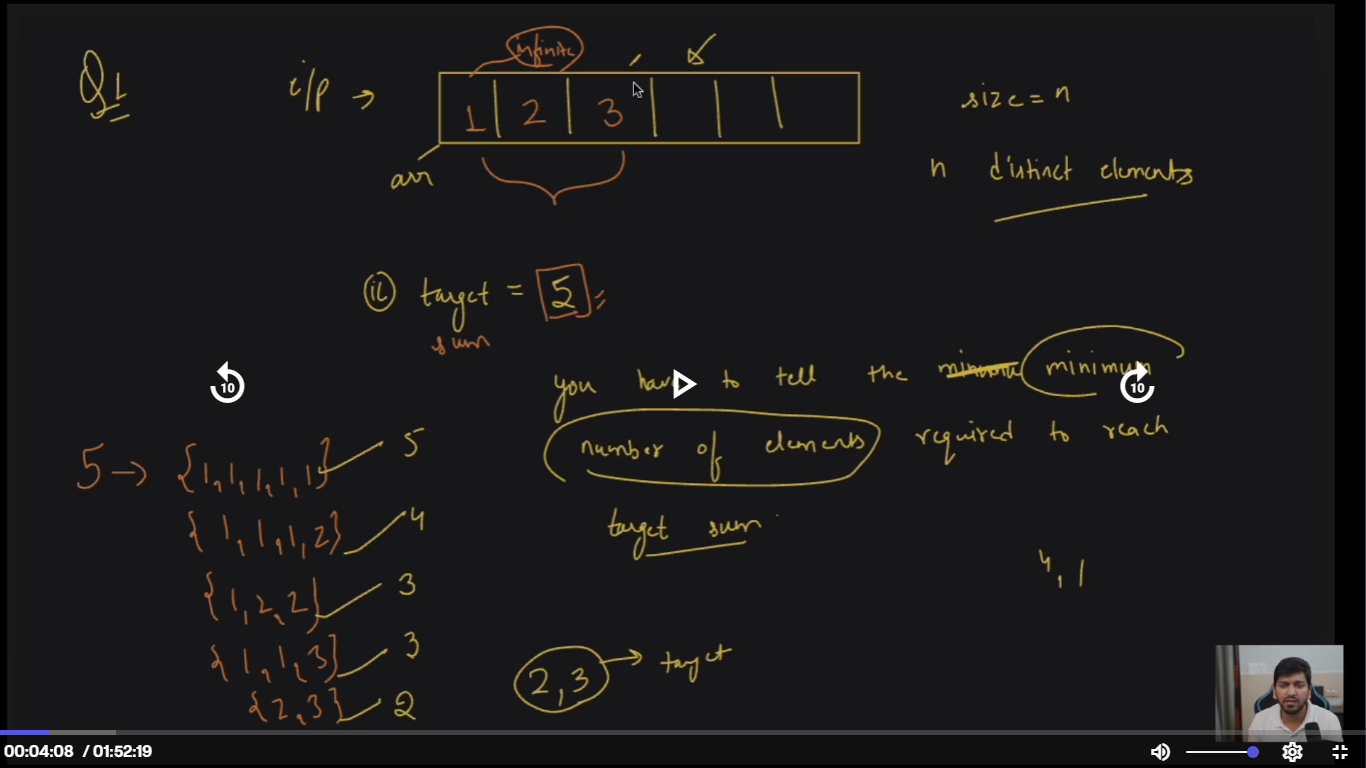 Q1
i/p →
infinite
1 2 3
arr
size = n
n distinct elements
(ii) target = 5
sum
you have to tell the minimum minimum
number of elements required to reach
target sum
5 → {1,1,1,1,1} 5
{1,1,1,2} 4
{1,2,2} 3
{1,1,3} 3
{2,3} 2
2,3 → target
4,1
10
10
00:04:08 / 01:52:19